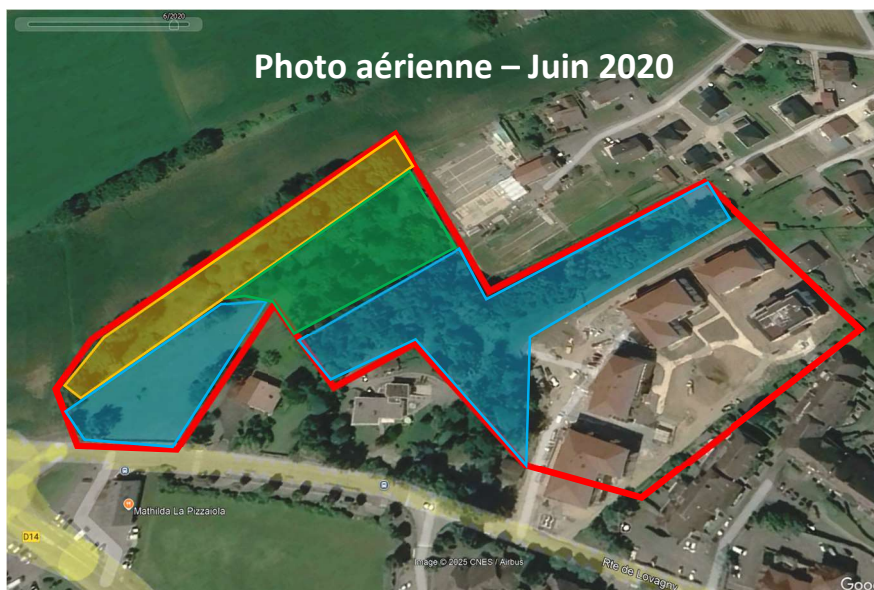 6/2020
Photo aérienne – Juin 2020
Mathilda La Pizzaiola
D14
Image © 2025 CNES / Airbus
Rte de Lovagny
Goo